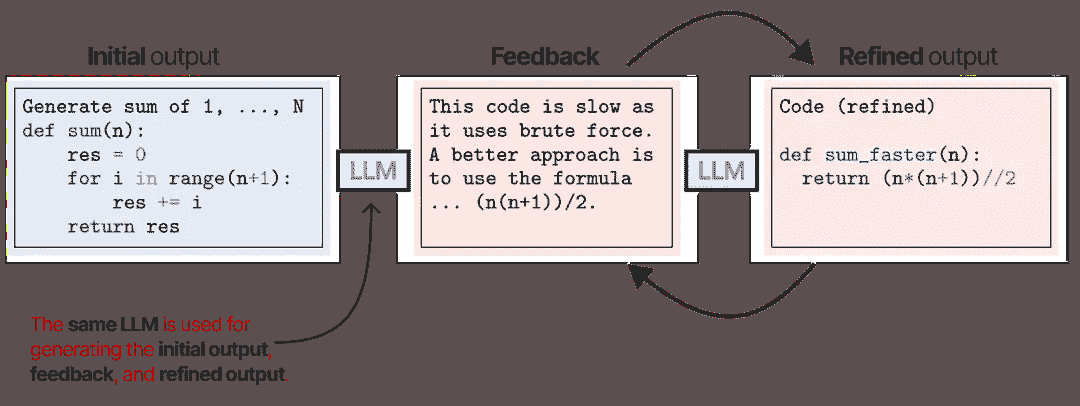 Initial output
Generate sum of 1, ..., N
def sum(n):
    res = 0
    for i in range(n+1):
        res += i
    return res
LLM
Feedback
This code is slow as
it uses brute force.
A better approach is
to use the formula
... (n(n+1))/2.
LLM
Refined output
Code (refined)
def sum_faster(n):
  return (n*(n+1))//2
The same LLM is used for
generating the initial output,
feedback, and refined output.